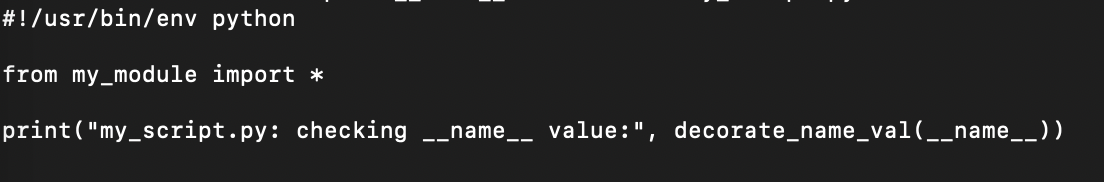 #!/usr/bin/env python
from my_module import *
print("my_script.py: checking __name__ value:", decorate_name_val(__name__))